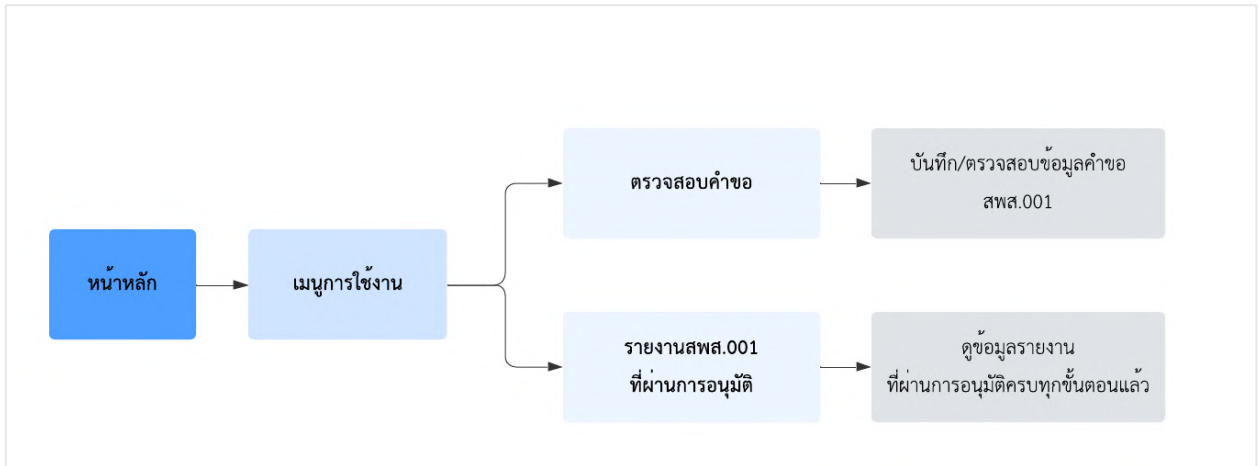 หน้าหลัก
เมนูการใช้งาน
ตรวจสอบคำขอ
บันทึก/ตรวจสอบข้อมูลคำขอ
สพส.001
รายงานสพส.001
ที่ผ่านการอนุมัติ
ดูข้อมูลรายงาน
ที่ผ่านการอนุมัติครบทุกขั้นตอนแล้ว